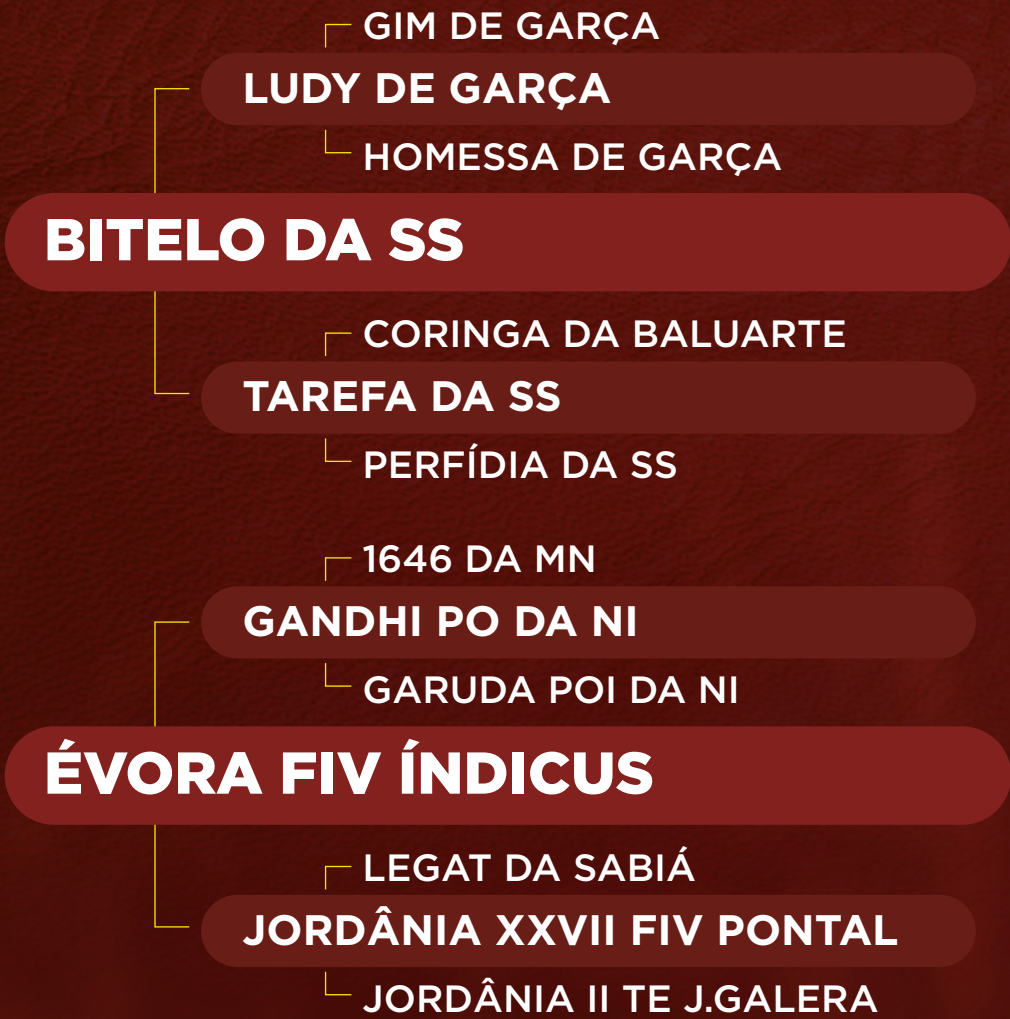 GIM DE GARÇA
LUDY DE GARÇA
HOMESSA DE GARÇA
BITELO DA SS
CORINGA DA BALUARTE
TAREFA DA SS
PERFÍDIA DA SS
1646 DA MN
GANDHI PO DA NI
GARUDA POI DA NI
ÉVORA FIV ÍNDICUS
LEGAT DA SABIÁ
JORDÂNIA XXVII FIV PONTAL
JORDÂNIA II TE J.GALERA